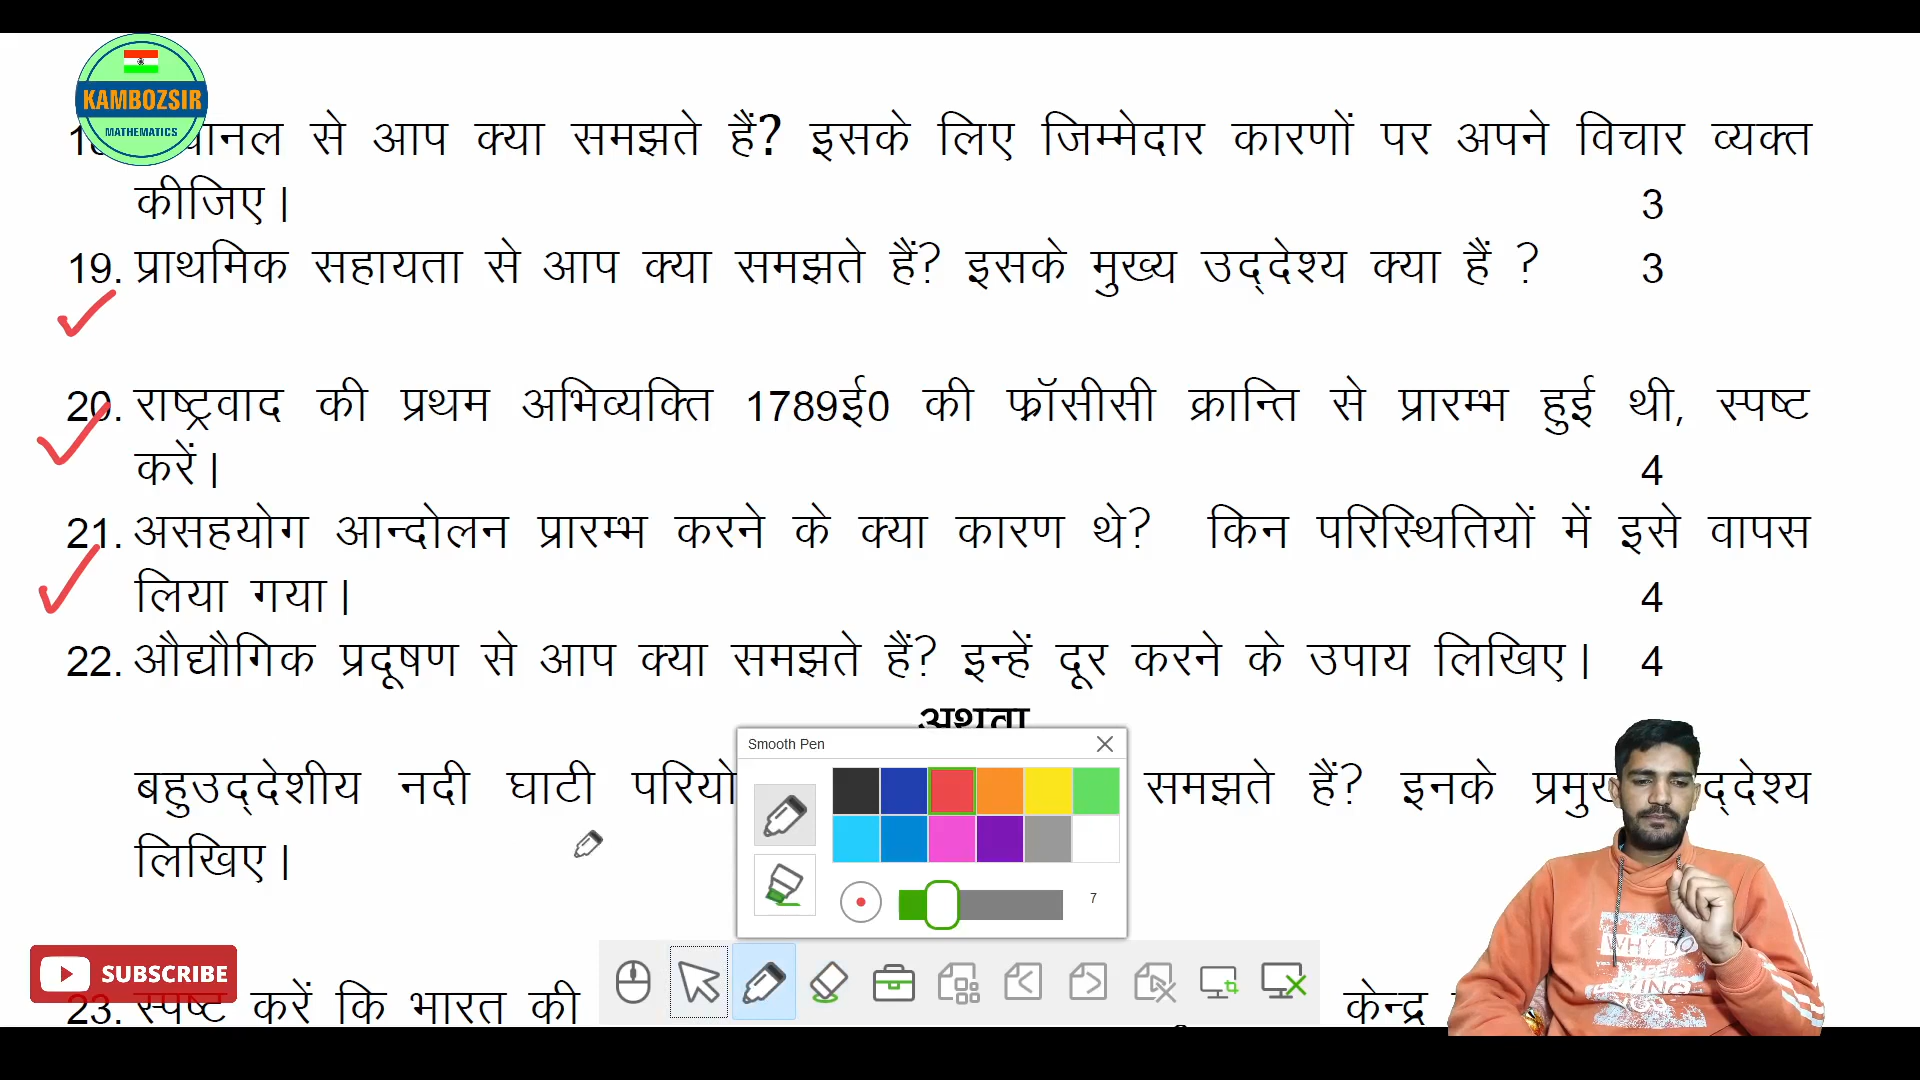 KAMBOZSIR
MATHEMATICS
से आप क्या समझते हैं? इसके लिए जिम्मेदार कारणों पर अपने विचार व्यक्त
कीजिए। 3
19. प्राथमिक सहायता से आप क्या समझते हैं? इसके मुख्य उद्देश्य क्या हैं ? 3
20. राष्ट्रवाद की प्रथम अभिव्यक्ति 1789ई0 की फ्रॉसीसी क्रान्ति से प्रारम्भ हुई थी, स्पष्ट
करें। 4
21. असहयोग आन्दोलन प्रारम्भ करने के क्या कारण थे? किन परिस्थितियों में इसे वापस
लिया गया। 4
22. औद्यौगिक प्रदूषण से आप क्या समझते हैं? इन्हें दूर करने के उपाय लिखिए। 4
अथवा
Smooth Pen
बहुउद्देशीय नदी घाटी समझते हैं? इनके
लिखिए।
7
SUBSCRIBE
23. स्पष्ट करें कि भारत की केन्द्र
WHY DO